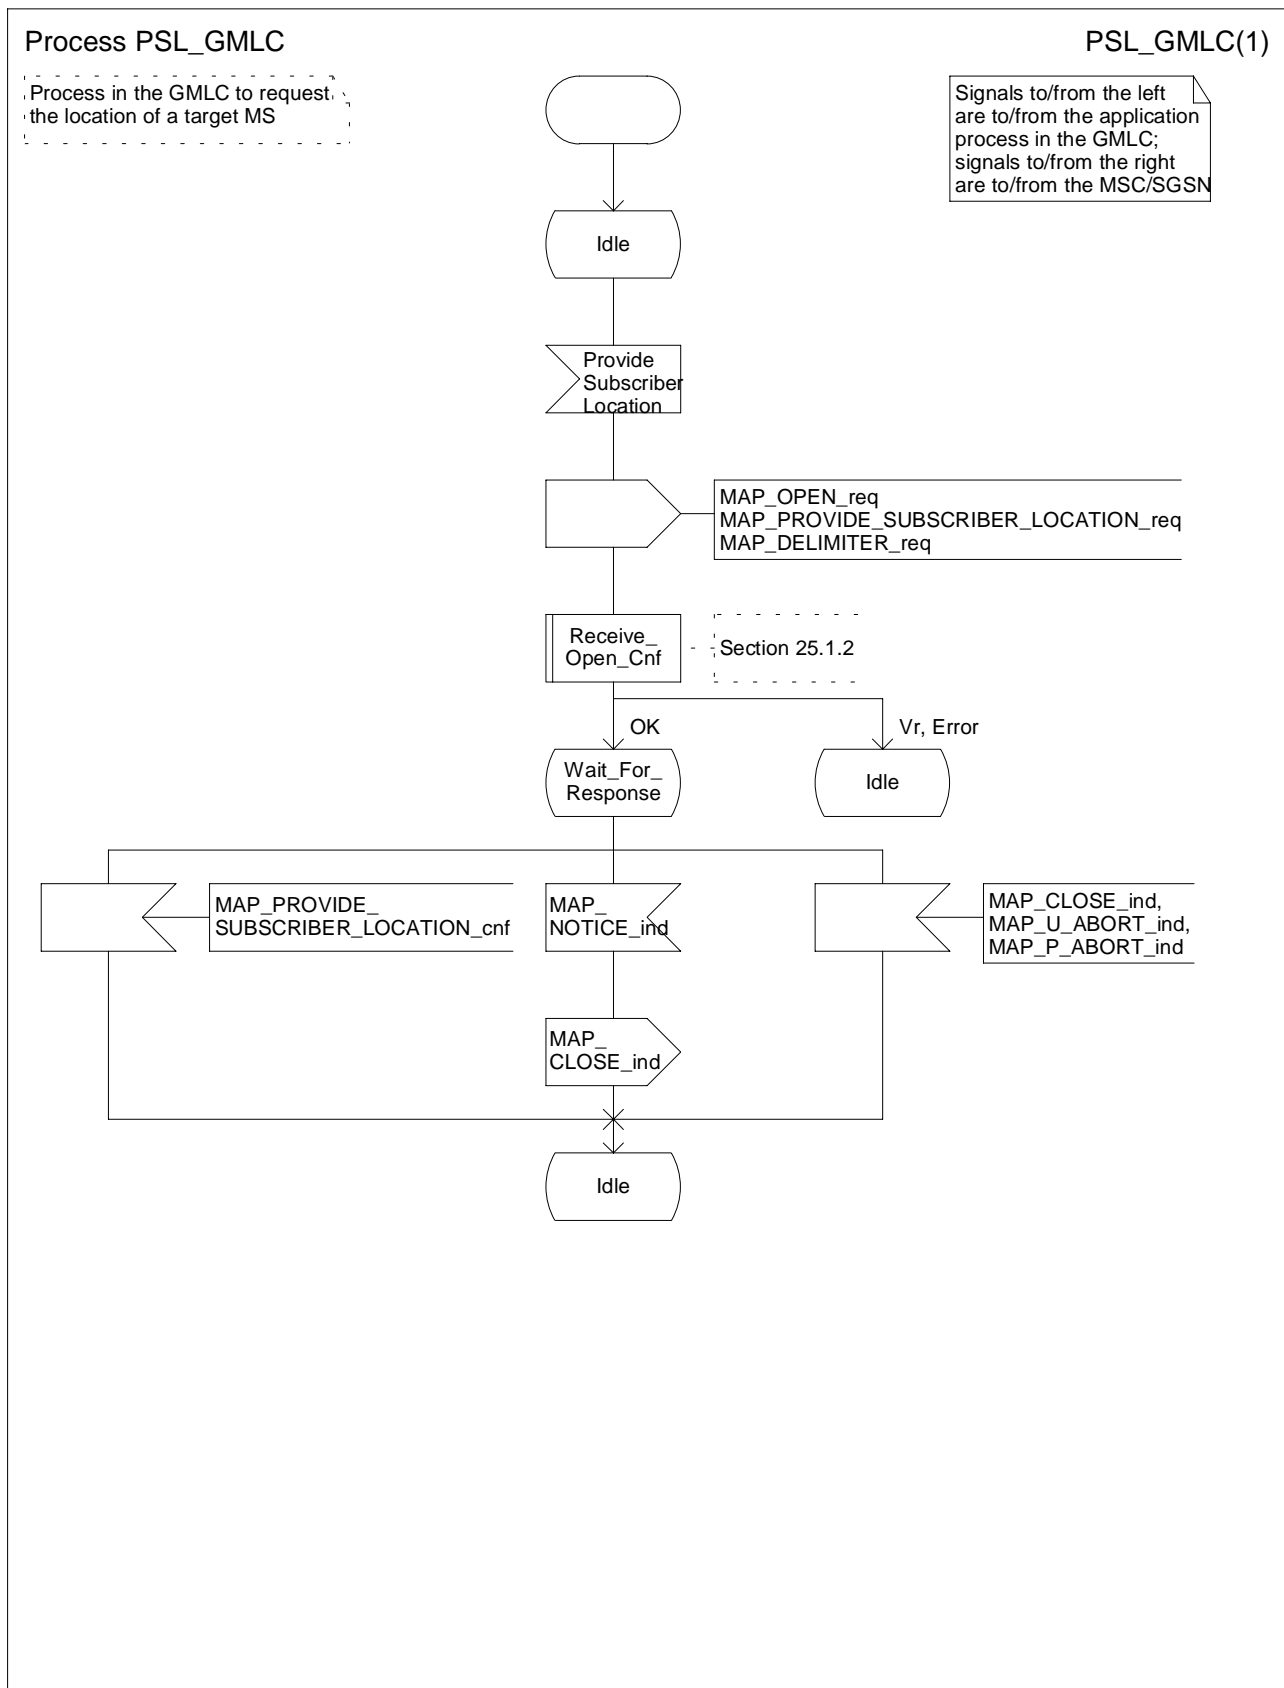 Process PSL_GMLC
PSL_GMLC(1)
Process in the GMLC to request
the location of a target MS
Signals to/from the left
are to/from the application
process in the GMLC;
signals to/from the right
are to/from the MSC/SGSN
Idle
Provide
Subscriber
Location
MAP_OPEN_req
MAP_PROVIDE_SUBSCRIBER_LOCATION_req
MAP_DELIMITER_req
Receive_
Open_Cnf
Section 25.1.2
OK
Vr, Error
Wait_For_
Response
Idle
MAP_PROVIDE_
SUBSCRIBER_LOCATION_cnf
MAP_
NOTICE_ind
MAP_CLOSE_ind,
MAP_U_ABORT_ind,
MAP_P_ABORT_ind
MAP_
CLOSE_ind
Idle